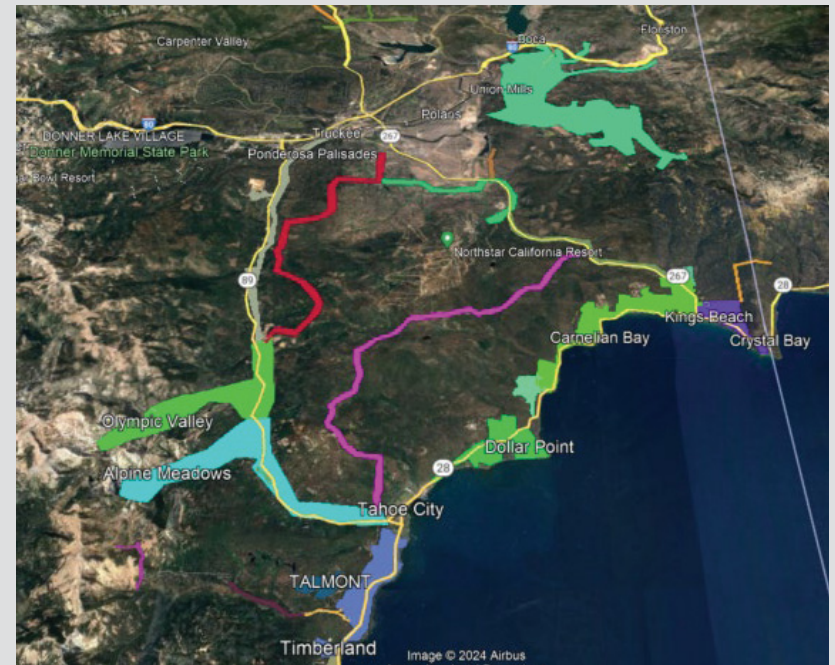 Carpenter Valley
Floriston
Boca
80
Union Mills
Polaris
80
DONNER LAKE VILLAGE
Truckee
267
Donner Memorial State Park
Ponderosa Palisades
Bowl Resort
Northstar California Resort
89
267
28
Kings Beach
Carnelian Bay
Crystal Bay
Olympic Valley
Dollar Point
Alpine Meadows
28
Tahoe City
TALMONT
Timberland
Image © 2024 Airbus